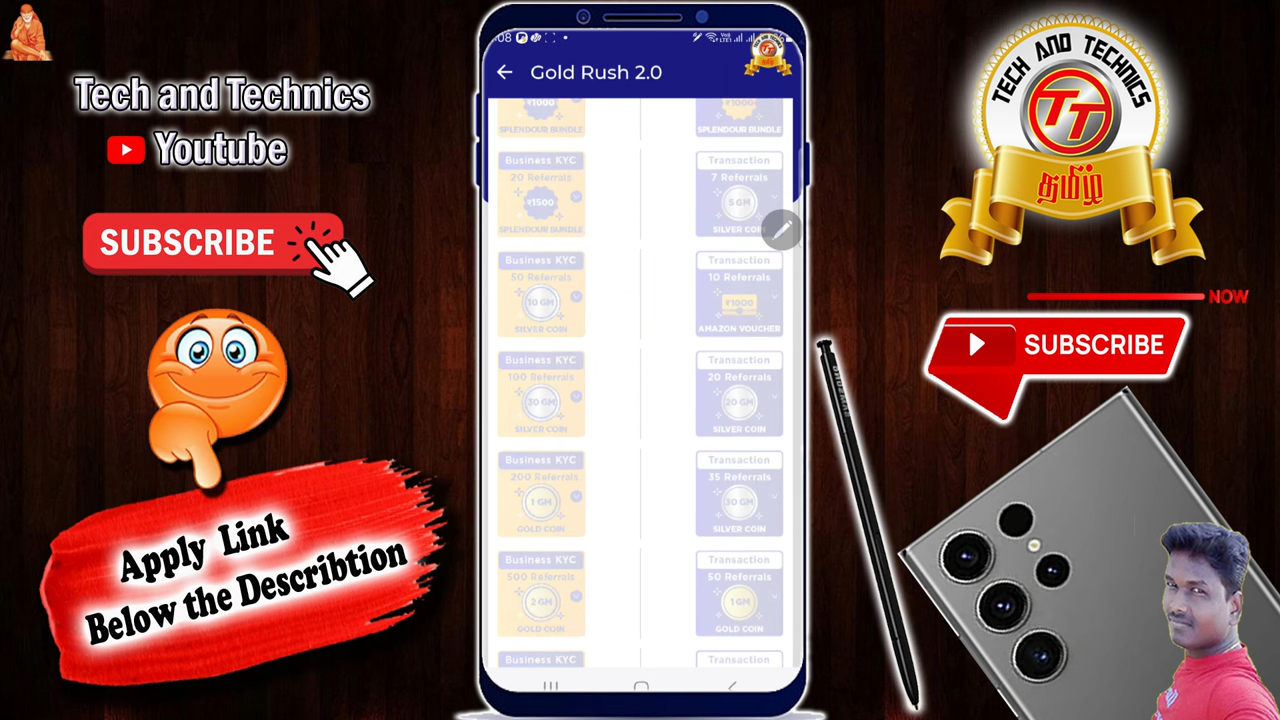 Tech and Technics
Youtube
SUBSCRIBE
Apply Link
Below the Describtion
:08
Gold Rush 2.0
₹1000
SPLENDOUR BUNDLE
₹1000
SPLENDOUR BUNDLE
Business KYC
20 Referrals
₹1500
SPLENDOUR BUNDLE
Transaction
7 Referrals
5 GM
SILVER COIN
Business KYC
50 Referrals
10 GM
SILVER COIN
Transaction
10 Referrals
₹1000
AMAZON VOUCHER
Business KYC
100 Referrals
30 GM
SILVER COIN
Transaction
20 Referrals
20 GM
SILVER COIN
Business KYC
200 Referrals
1 GM
GOLD COIN
Transaction
35 Referrals
30 GM
SILVER COIN
Business KYC
500 Referrals
2 GM
GOLD COIN
Transaction
50 Referrals
1 GM
GOLD COIN
Business KYC
Transaction
TECH AND TECHNICS
TT
தமிழ்
NOW
SUBSCRIBE
SAMSUNG